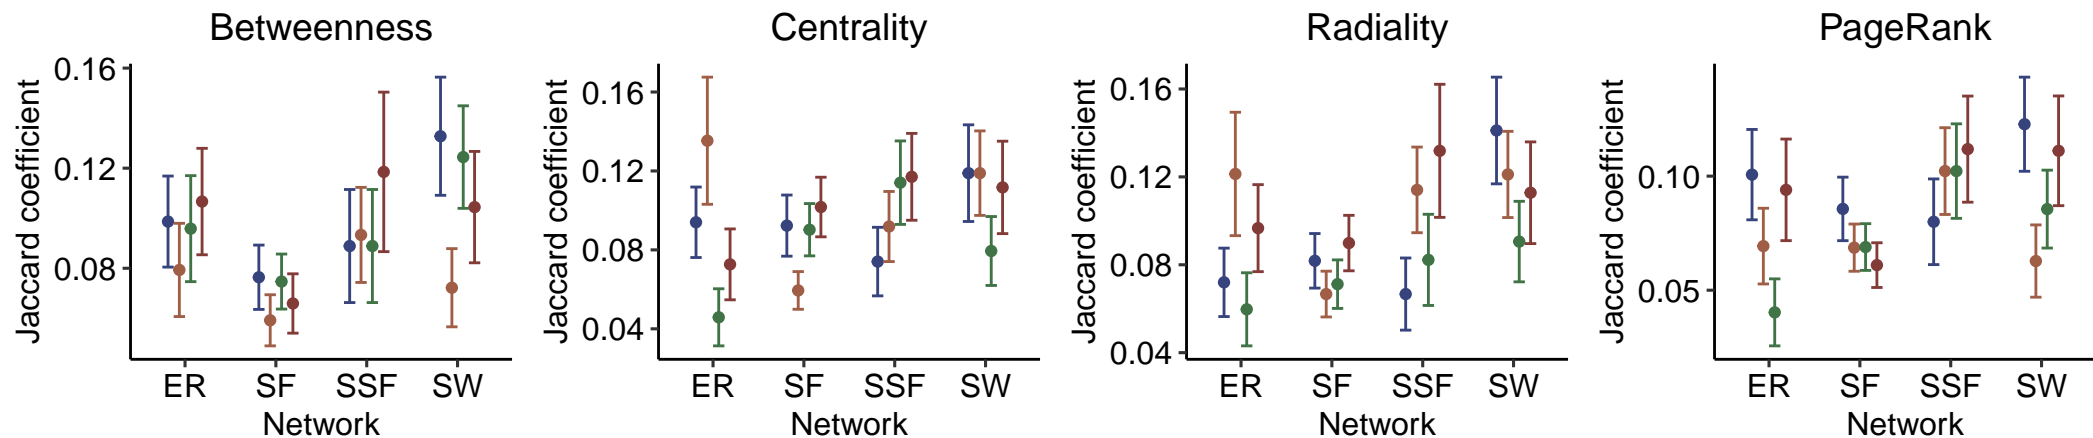 Betweenness
Jaccard coefficient
0.16
0.12
0.08
ER SF SSF SW
Network
Centrality
Jaccard coefficient
0.16
0.12
0.08
0.04
ER SF SSF SW
Network
Radiality
Jaccard coefficient
0.16
0.12
0.08
0.04
ER SF SSF SW
Network
PageRank
Jaccard coefficient
0.10
0.05
ER SF SSF SW
Network